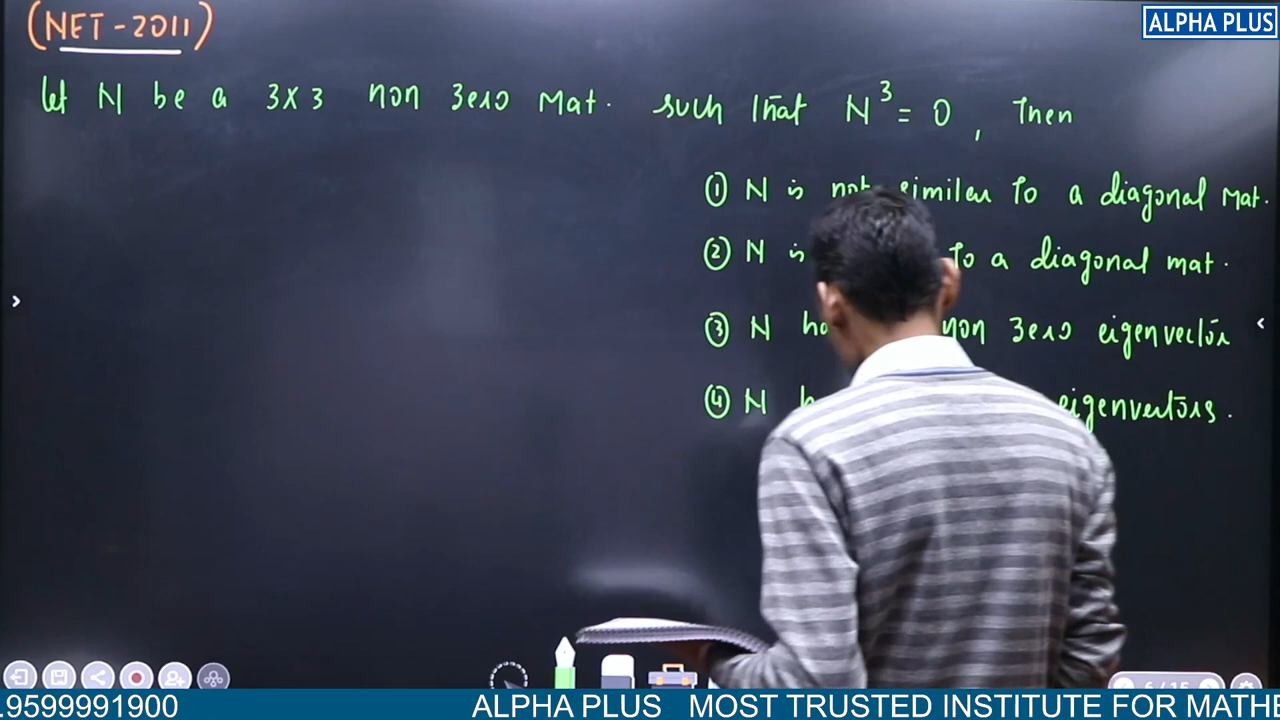 (NET-2011)
ALPHA PLUS
let N be a 3x3 non zero Mat. such that N³ = 0, Then
① N is not similar to a diagonal Mat.
② N is to a diagonal mat.
③ N non zero eigenvector
④ N eigenvectors.
6/15
.9599991900 ALPHA PLUS MOST TRUSTED INSTITUTE FOR MATHE